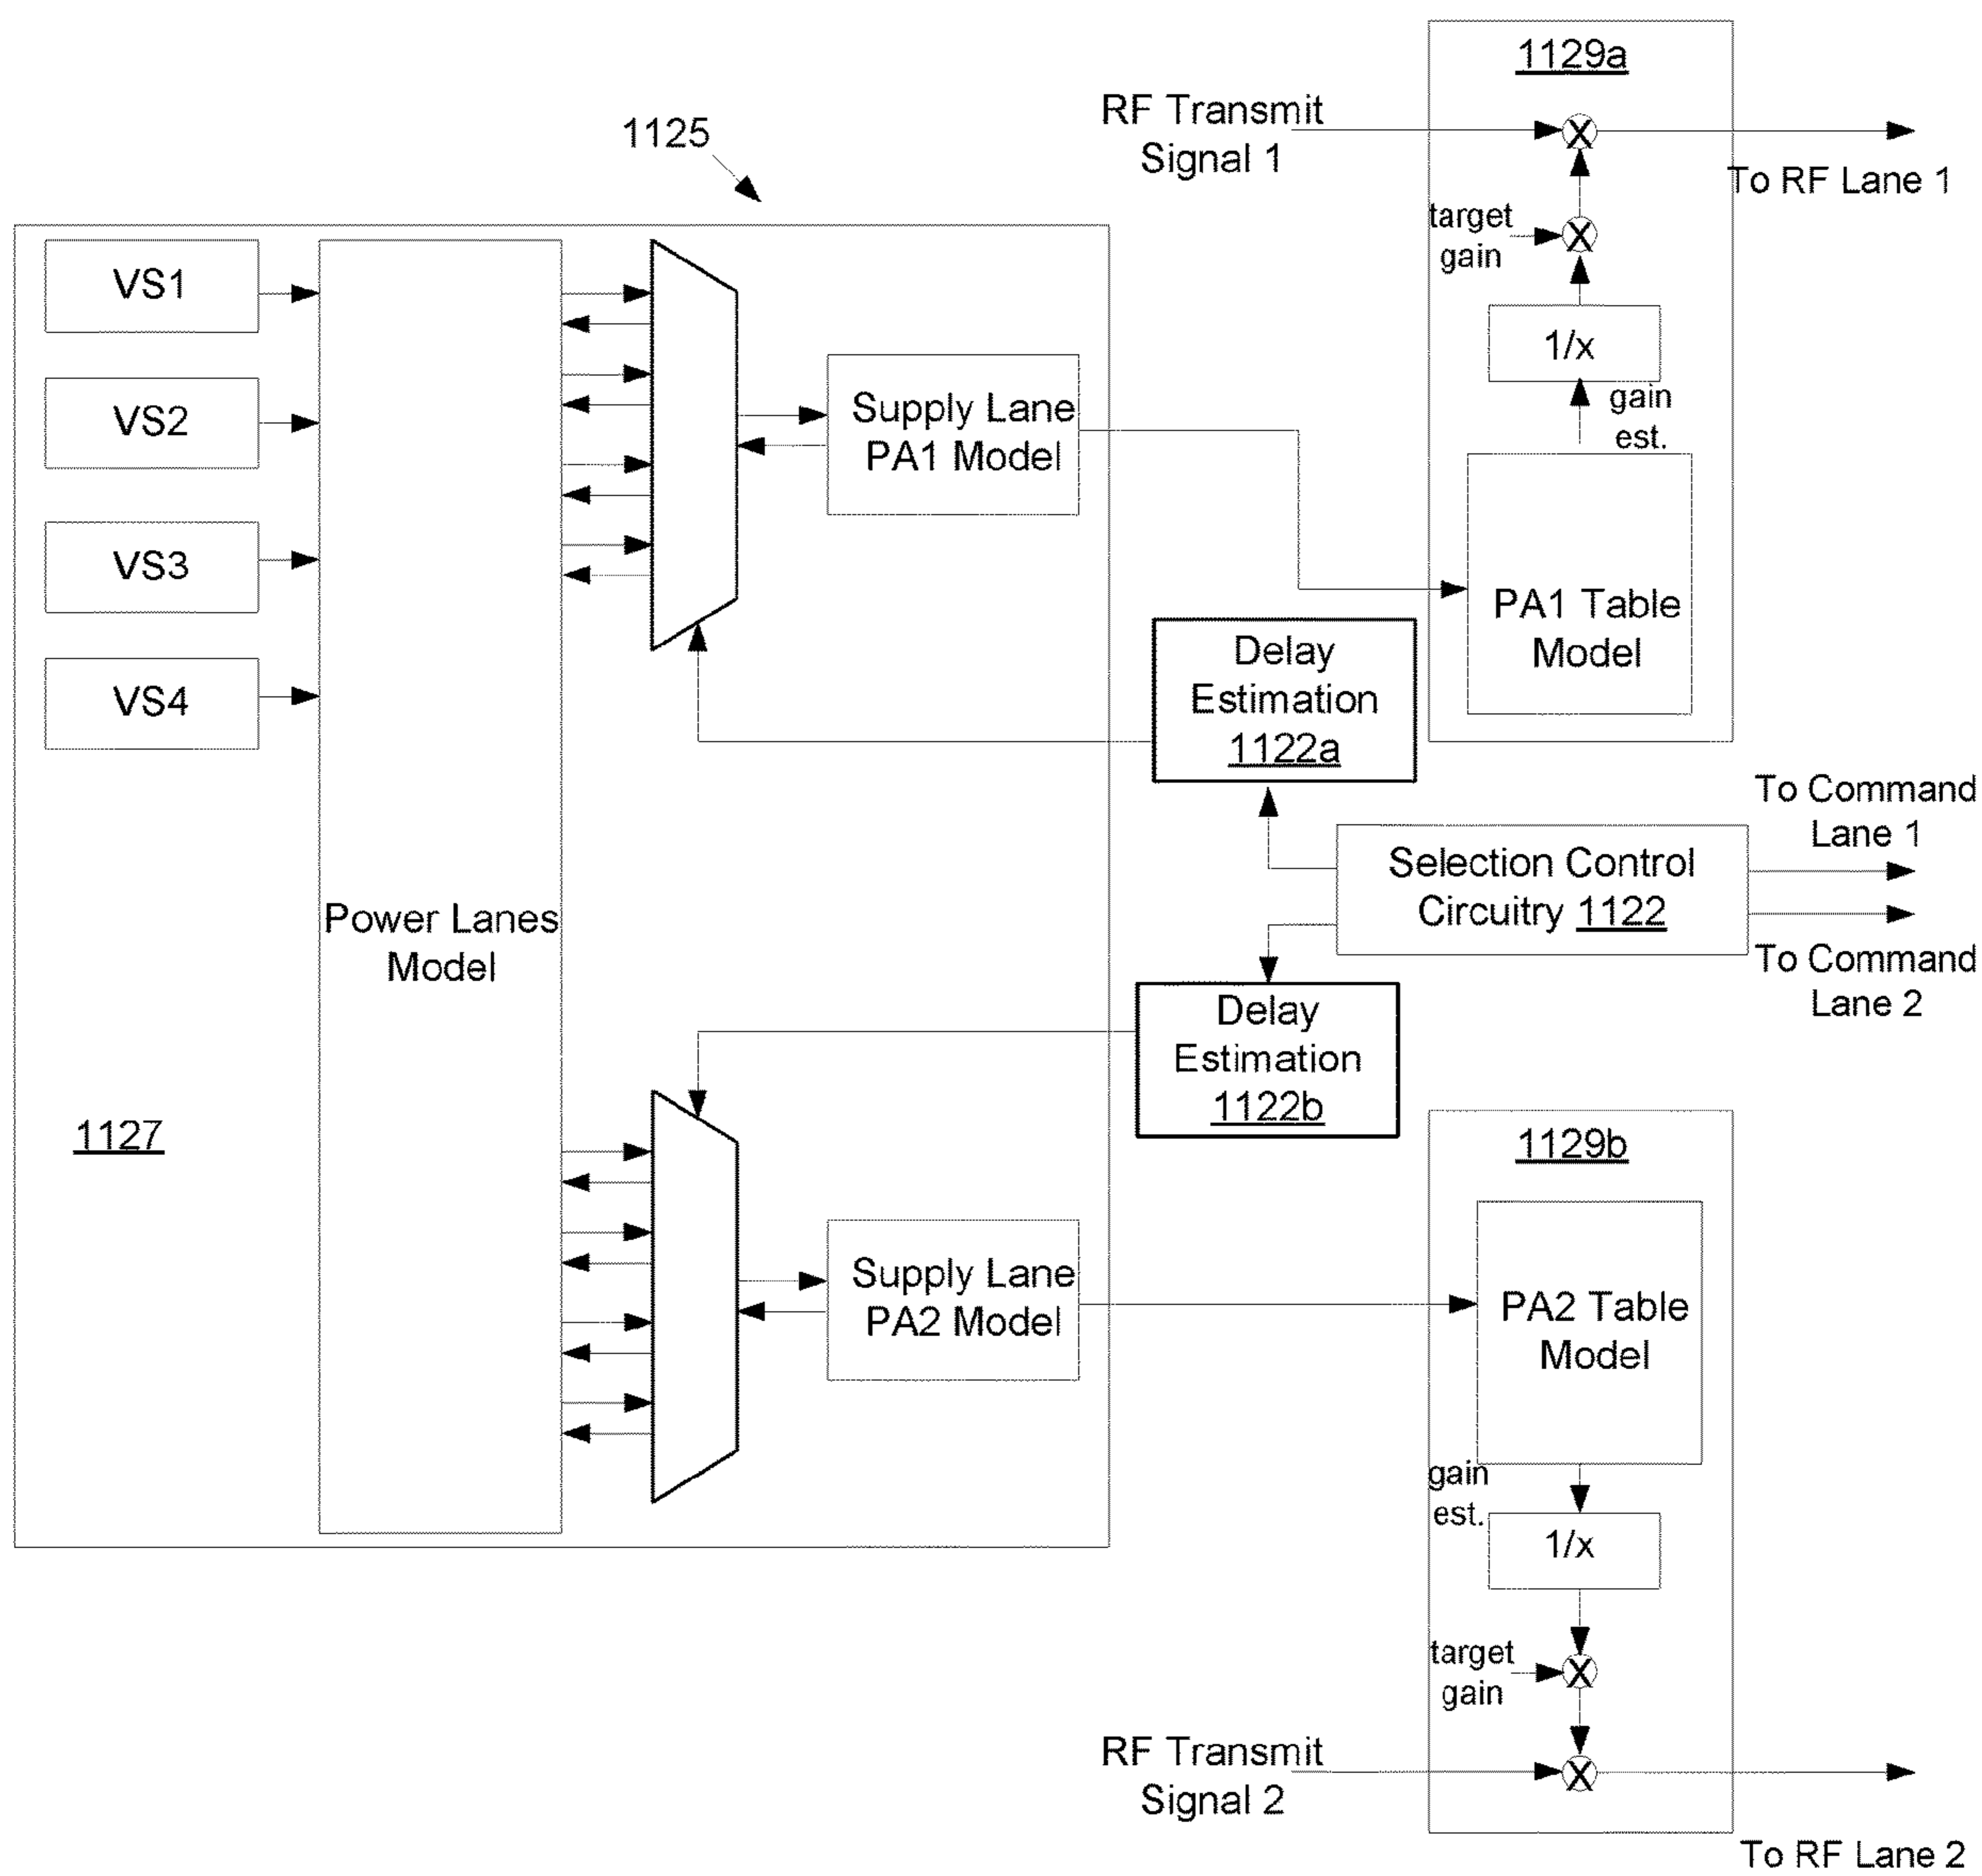 1129a
RF Transmit
Signal 1
X
To RF Lane 1
1125
target
gain
X
VS1
1/x
gain
est.
Supply Lane
PA1 Model
VS2
VS3
PA1 Table
Model
Delay
Estimation
1122a
VS4
To Command
Lane 1
Selection Control
Circuitry 1122
Power Lanes
Model
To Command
Lane 2
Delay
Estimation
1122b
1127
1129b
Supply Lane
PA2 Model
PA2 Table
Model
gain
est.
1/x
target
gain
X
RF Transmit
Signal 2
X
To RF Lane 2